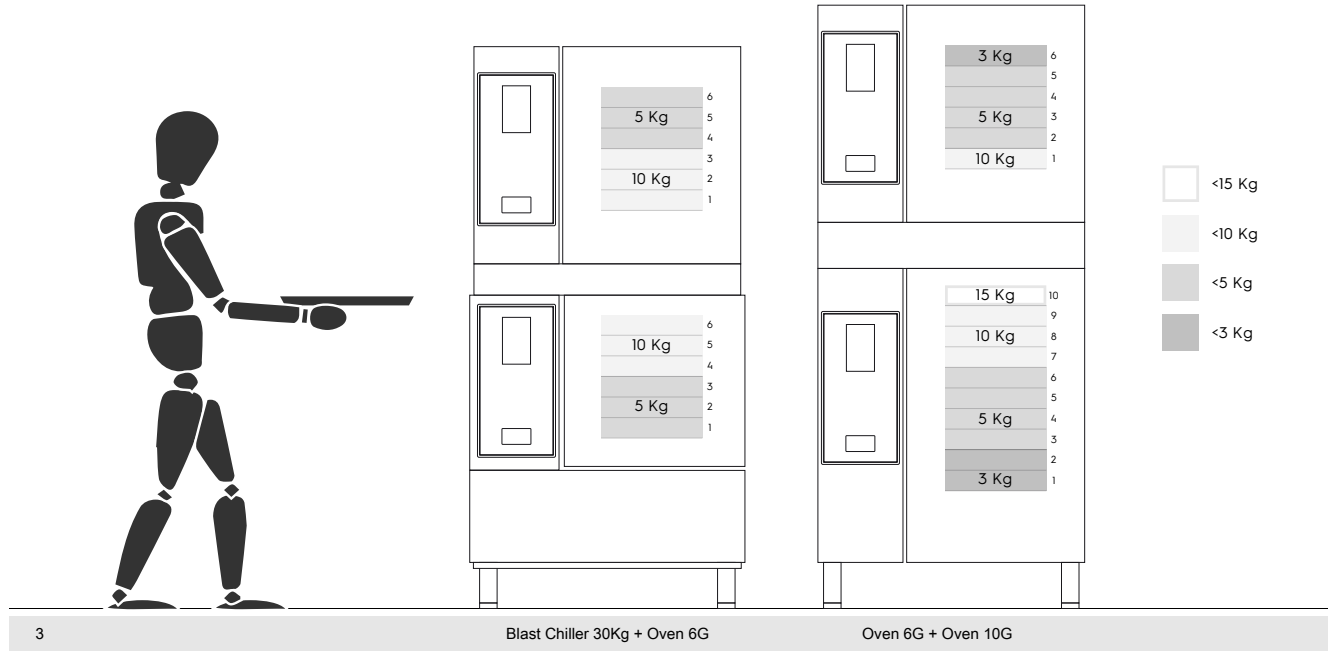 6
5 Kg 5
4
3
10 Kg 2
1
6
10 Kg 5
4
3
5 Kg 2
1
3 Kg 6
5
4
5 Kg 3
2
10 Kg 1
15 Kg 10
9
10 Kg 8
7
6
5
5 Kg 4
3
2
3 Kg 1
<15 Kg
<10 Kg
<5 Kg
<3 Kg
3 Blast Chiller 30Kg + Oven 6G Oven 6G + Oven 10G